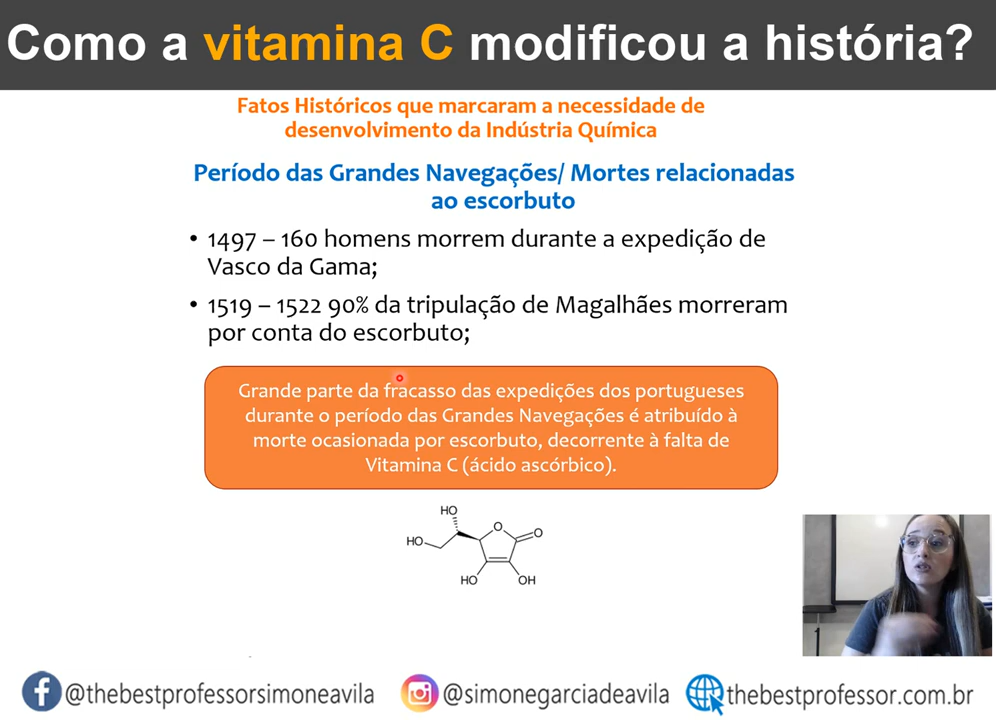 Como a vitamina C modificou a história?
Fatos Históricos que marcaram a necessidade de
desenvolvimento da Indústria Química
Período das Grandes Navegações/ Mortes relacionadas
ao escorbuto
• 1497 – 160 homens morrem durante a expedição de
Vasco da Gama;
• 1519 – 1522 90% da tripulação de Magalhães morreram
por conta do escorbuto;
Grande parte da fracasso das expedições dos portugueses
durante o período das Grandes Navegações é atribuído à
morte ocasionada por escorbuto, decorrente à falta de
Vitamina C (ácido ascórbico).
HO
O
O
HO
HO
OH
@thebestprofessorsimoneavila
@simonegarciadeavila
thebestprofessor.com.br